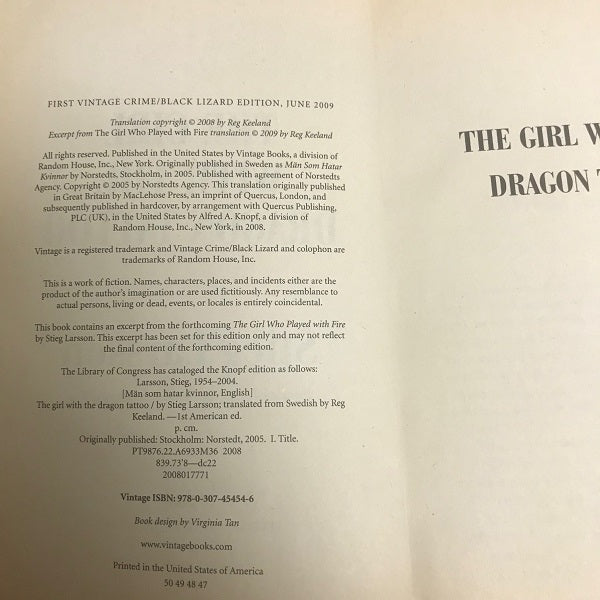 FIRST VINTAGE CRIME/BLACK LIZARD EDITION, JUNE 2009
Translation copyright © 2008 by Reg Keeland
Excerpt from The Girl Who Played with Fire translation © 2009 by Reg Keeland
All rights reserved. Published in the United States by Vintage Books, a division of
Random House, Inc., New York. Originally published in Sweden as Män Som Hatar
Kvinnor by Norstedts, Stockholm, in 2005. Published with agreement of Norstedts
Agency. Copyright © 2005 by Norstedts Agency. This translation originally published
in Great Britain by MacLehose Press, an imprint of Quercus, London, and
subsequently published in hardcover, by arrangement with Quercus Publishing,
PLC (UK), in the United States by Alfred A. Knopf, a division of
Random House, Inc., New York, in 2008.
Vintage is a registered trademark and Vintage Crime/Black Lizard and colophon are
trademarks of Random House, Inc.
This is a work of fiction. Names, characters, places, and incidents either are the
product of the author's imagination or are used fictitiously. Any resemblance to
actual persons, living or dead, events, or locales is entirely coincidental.
This book contains an excerpt from the forthcoming The Girl Who Played with Fire
by Stieg Larsson. This excerpt has been set for this edition only and may not reflect
the final content of the forthcoming edition.
The Library of Congress has cataloged the Knopf edition as follows:
Larsson, Stieg, 1954–2004.
[Män som hatar kvinnor, English]
The girl with the dragon tattoo / by Stieg Larsson; translated from Swedish by Reg
Keeland.—1st American ed.
p. cm.
Originally published: Stockholm: Norstedt, 2005. I. Title.
PT9876.22.A6933M36 2008
839.73'8—dc22
2008017771
Vintage ISBN: 978-0-307-45454-6
Book design by Virginia Tan
www.vintagebooks.com
Printed in the United States of America
50 49 48 47
THE GIRL W
DRAGON T